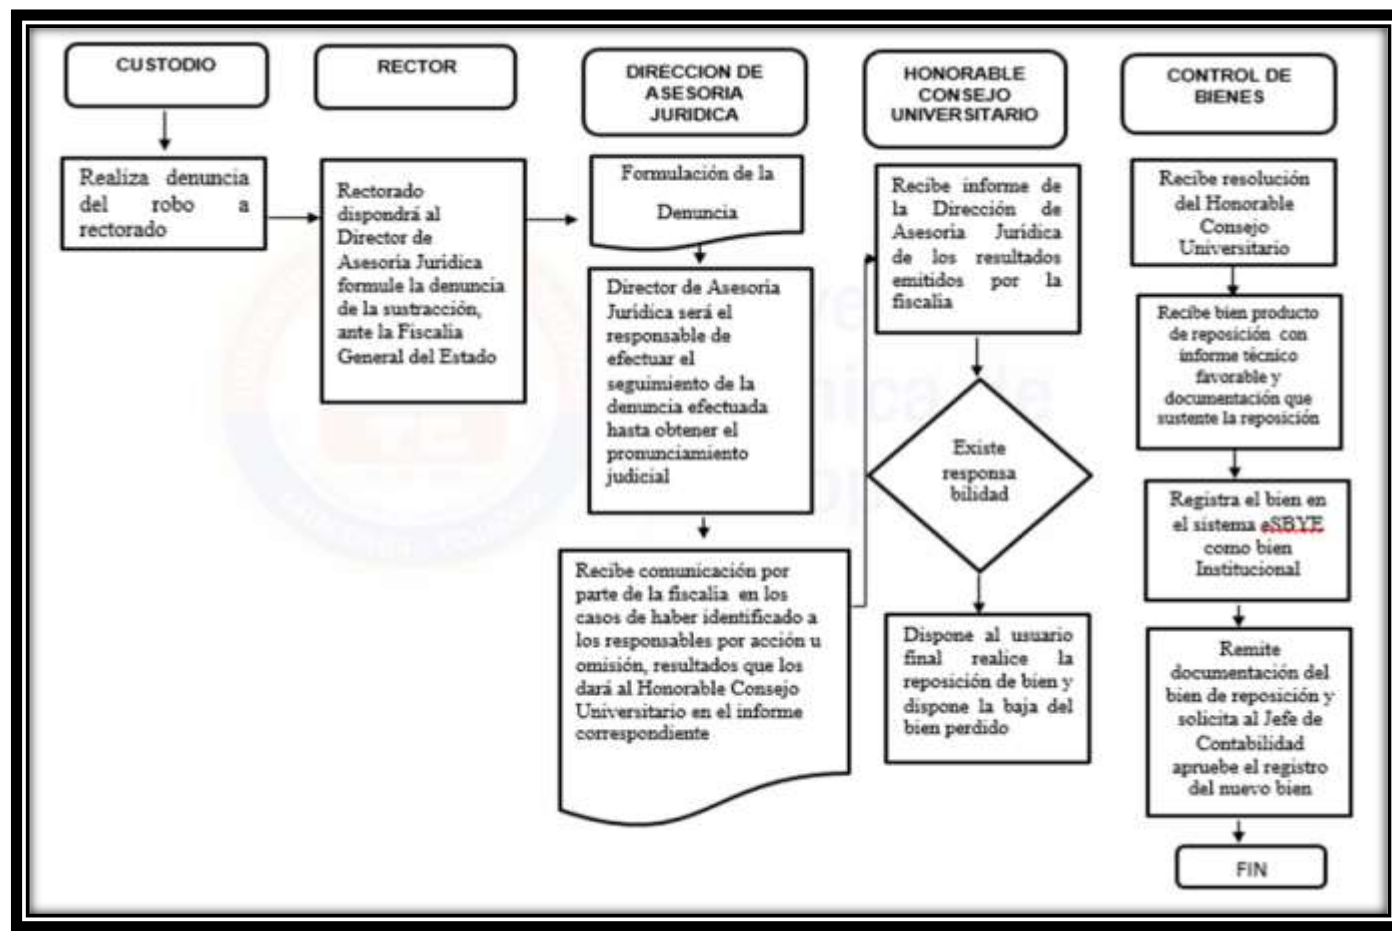 CUSTODIO
Realiza denuncia
del robo a
rectorado
RECTOR
Rectorado
dispondrá al
Director de
Asesoría Jurídica
formule la denuncia
de la sustracción,
ante la Fiscalía
General del Estado
DIRECCION DE
ASESORIA
JURIDICA
Formulación de la
Denuncia
Director de Asesoría
Jurídica será el
responsable de
efectuar el
seguimiento de la
denuncia efectuada
hasta obtener el
pronunciamiento
judicial
Recibe comunicación por
parte de la fiscalía en los
casos de haber identificado a
los responsables por acción u
omisión, resultados que los
dará al Honorable Consejo
Universitario en el informe
correspondiente
HONORABLE
CONSEJO
UNIVERSITARIO
Recibe informe de
la Dirección de
Asesoría Jurídica
de los resultados
emitidos por la
fiscalía
Existe
responsa
bilidad
Dispone al usuario
final realice la
reposición de bien y
dispone la baja del
bien perdido
CONTROL DE
BIENES
Recibe resolución
del Honorable
Consejo
Universitario
Recibe bien producto
de reposición con
informe técnico
favorable y
documentación que
sustente la reposición
Registra el bien en
el sistema eSBYE
como bien
Institucional
Remite
documentación del
bien de reposición y
solicita al Jefe de
Contabilidad
apruebe el registro
del nuevo bien
FIN